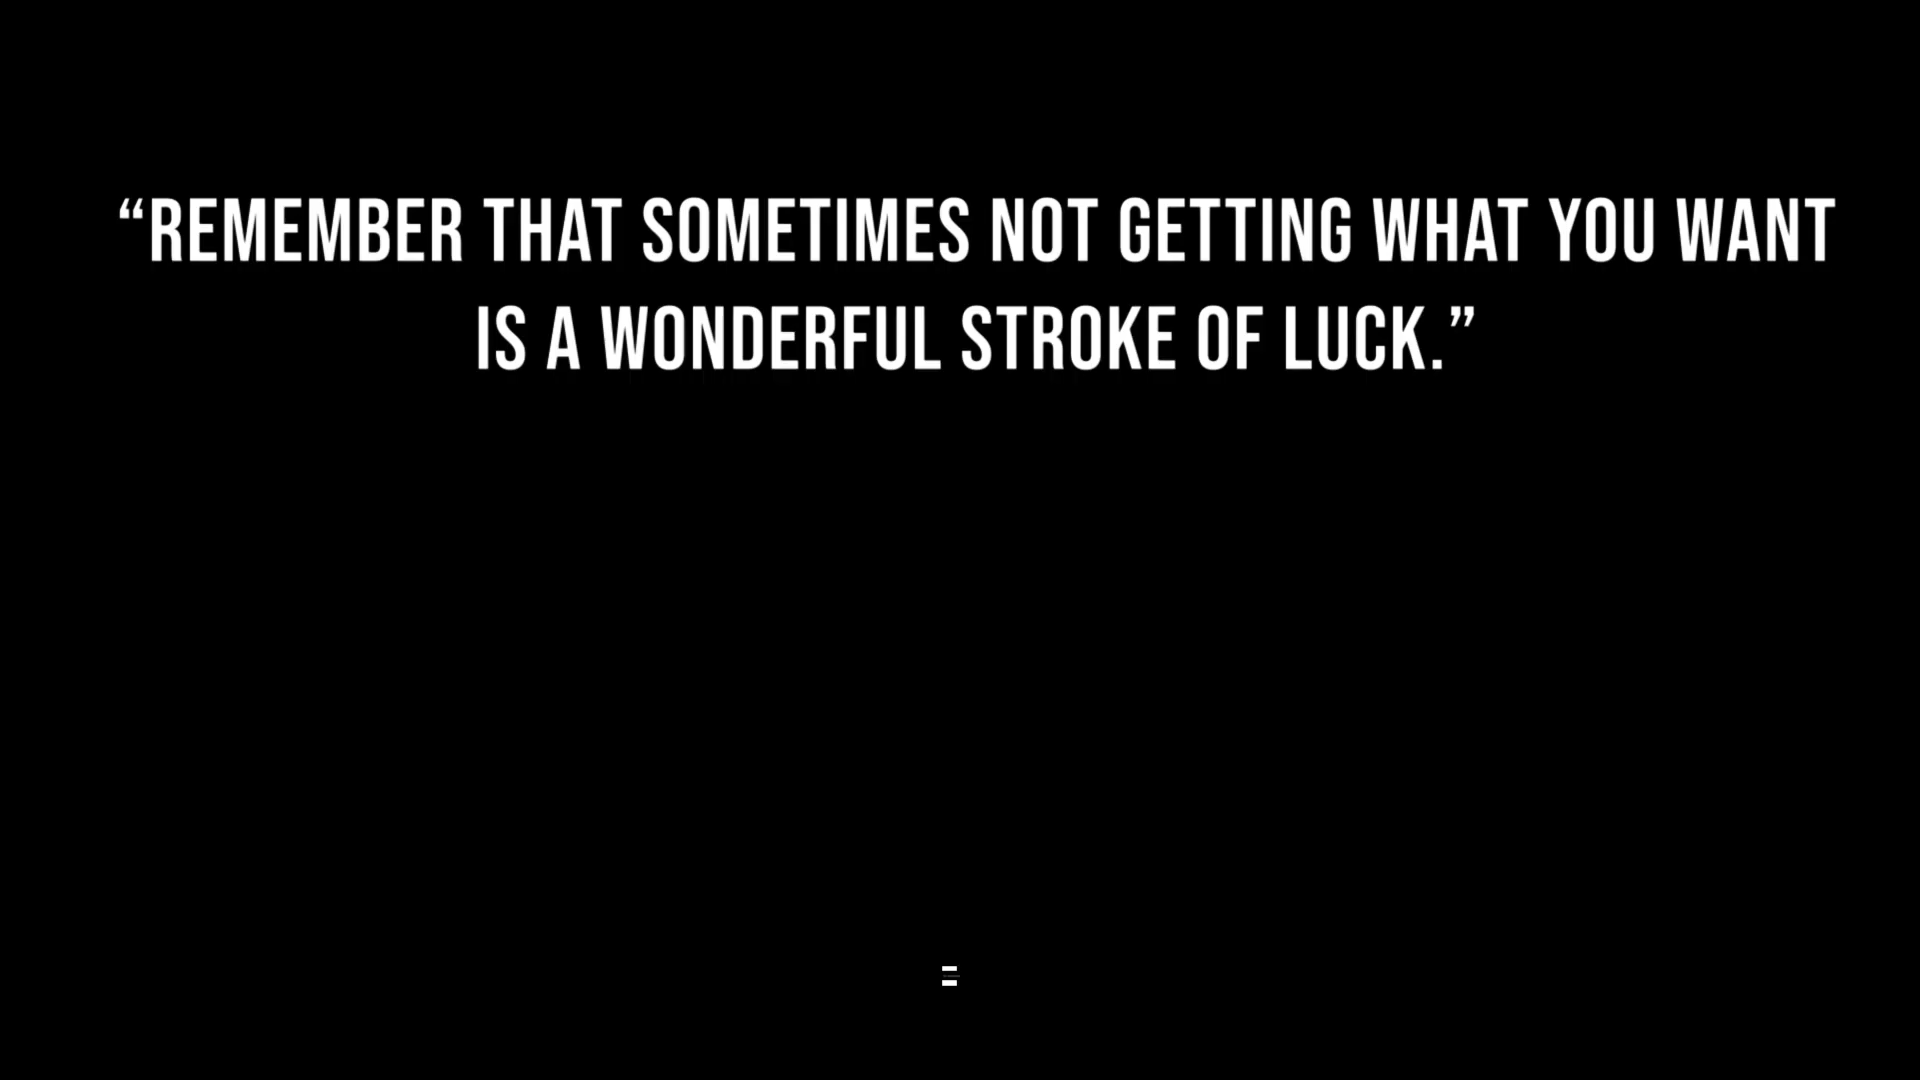 “REMEMBER THAT SOMETIMES NOT GETTING WHAT YOU WANT
IS A WONDERFUL STROKE OF LUCK.”